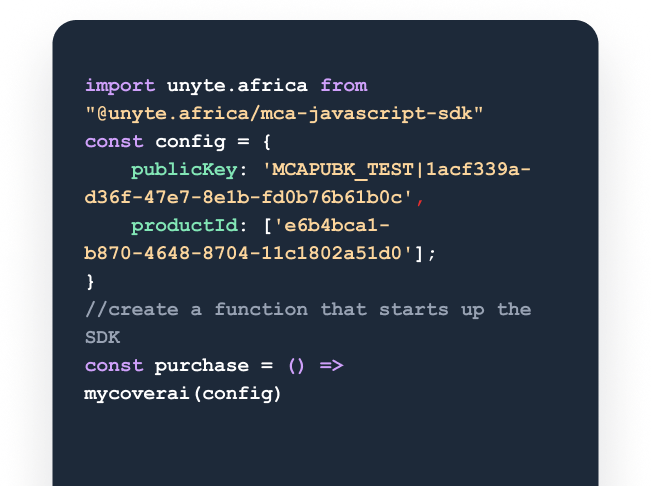 import unyte.africa from
"@unyte.africa/mca-javascript-sdk"
const config = {
    publicKey: 'MCAPUBK_TEST|1acf339a-
d36f-47e7-8e1b-fd0b76b61b0c',
    productId: ['e6b4bca1-
b870-4648-8704-11c1802a51d0'];
}
//create a function that starts up the
SDK
const purchase = () =>
mycoverai(config)